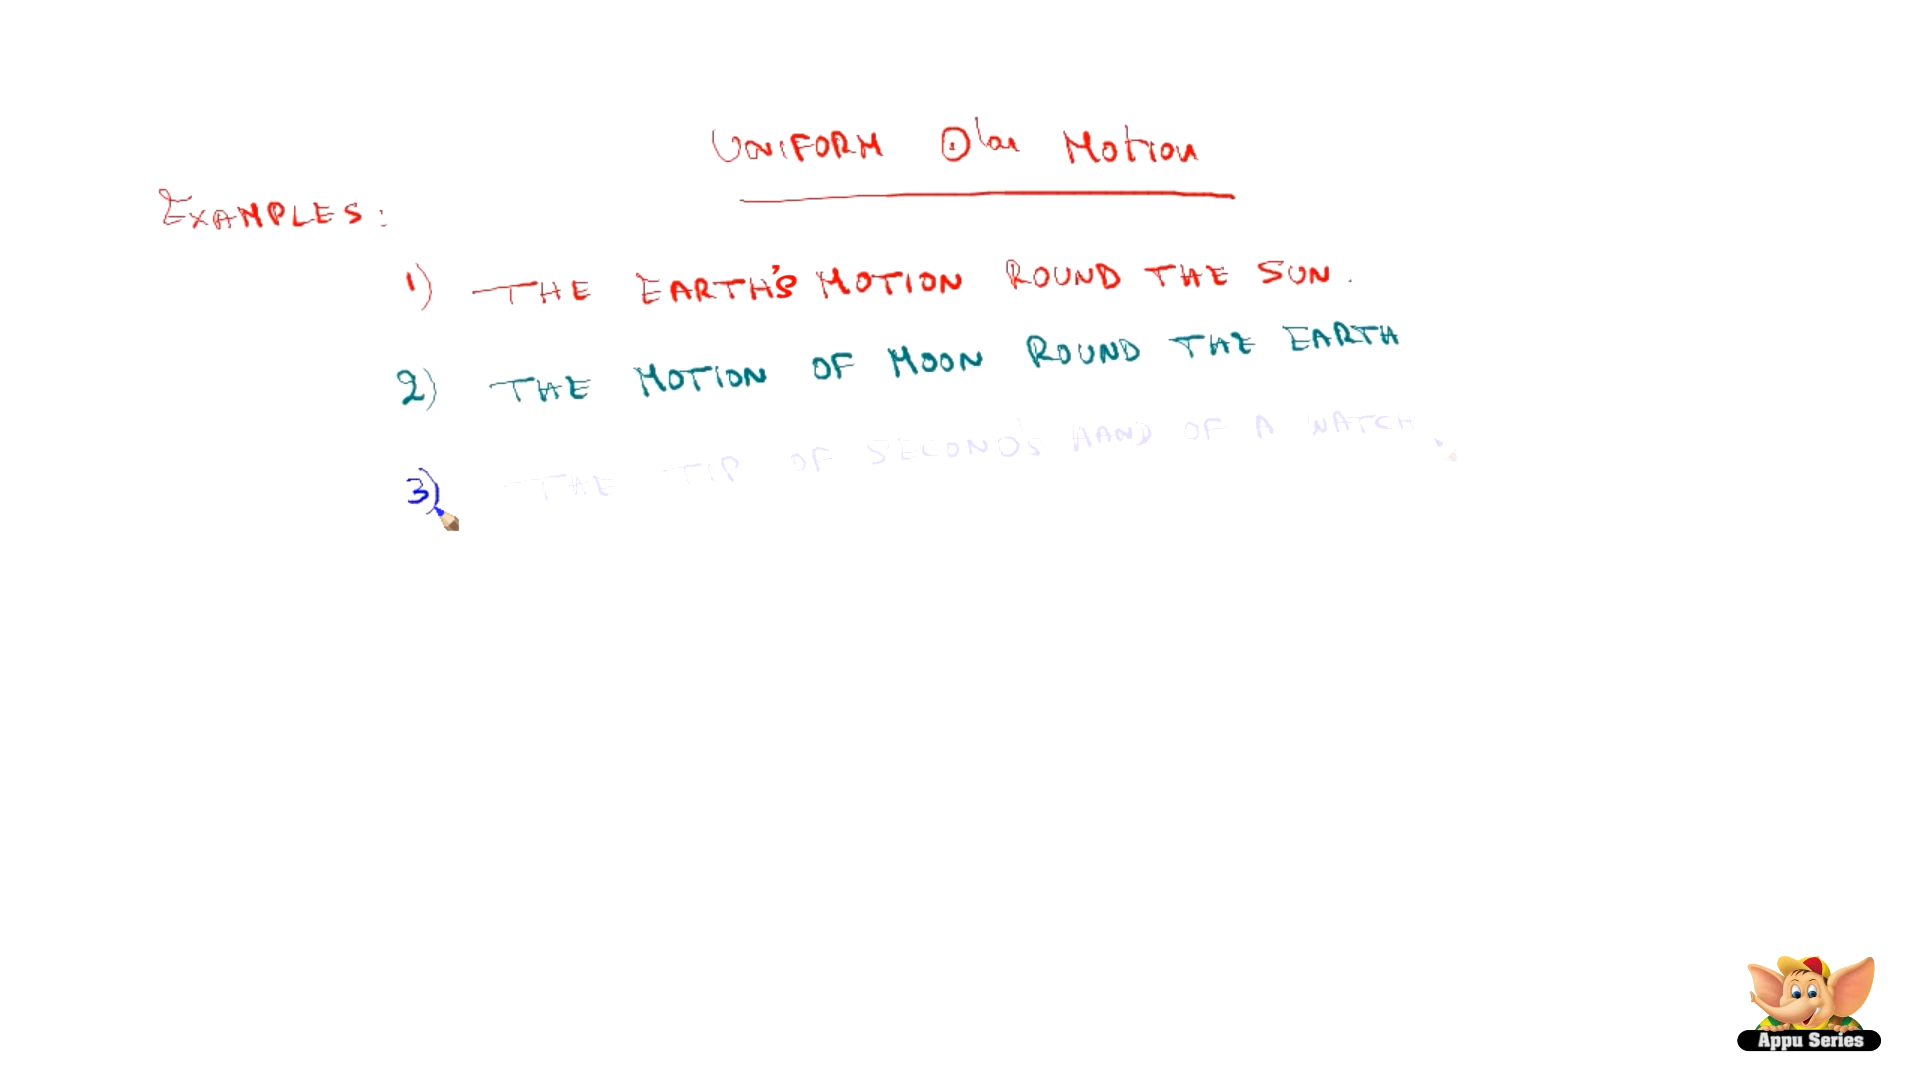 UNIFORM ⊙lar Motion
EXAMPLES:
1) THE EARTH'S MOTION ROUND THE SUN.
2) THE MOTION OF MOON ROUND THE EARTH
3) THE TIP OF SECOND'S HAND OF A WATCH.
Appu Series